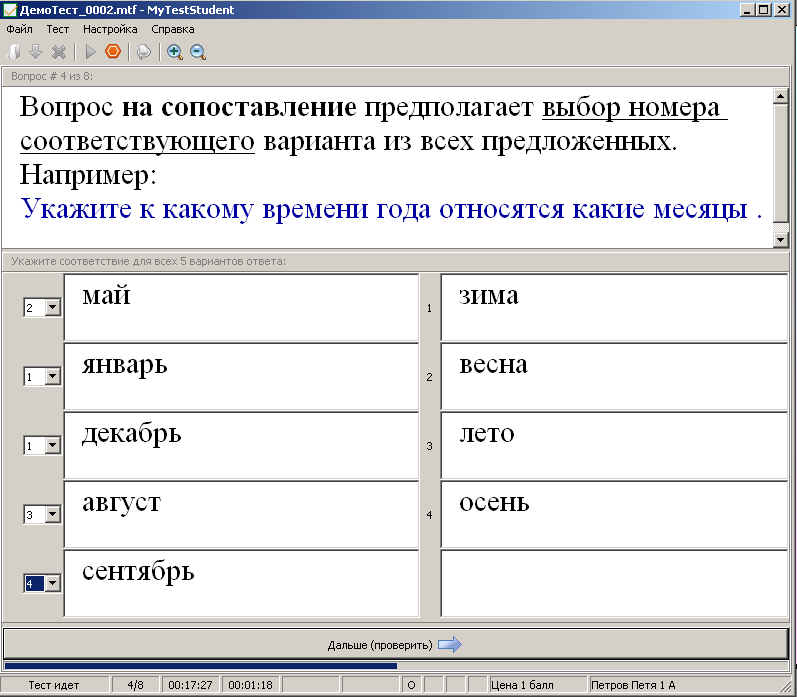 ДемоТест_0002.mtf - MyTestStudent
Файл Тест Настройка Справка
Вопрос # 4 из 8:
Вопрос на сопоставление предполагает выбор номера
соответствующего варианта из всех предложенных.
Например:
Укажите к какому времени года относятся какие месяцы .
Укажите соответствие для всех 5 вариантов ответа:
2 май 1 зима
1 январь 2 весна
1 декабрь 3 лето
3 август 4 осень
4 сентябрь
Дальше (проверить)
Тест идет 4/8 00:17:27 00:01:18 О Цена 1 балл Петров Петя 1 А